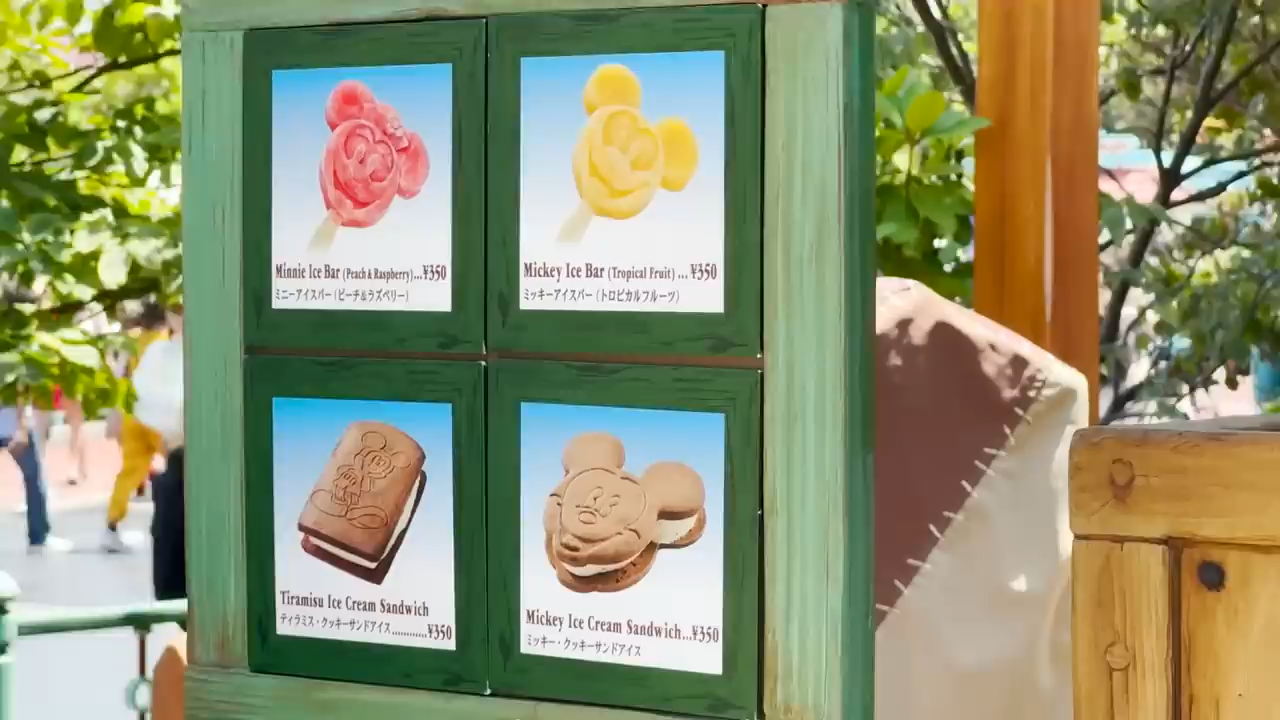 Minnie Ice Bar (Peach & Raspberry)...¥350
ミニーアイスバー（ピーチ&ラズベリー）
Mickey Ice Bar (Tropical Fruit) ...¥350
ミッキーアイスバー（トロピカルフルーツ）
Tiramisu Ice Cream Sandwich
ティラミス・クッキーサンドアイス............¥350
Mickey Ice Cream Sandwich...¥350
ミッキー・クッキーサンドアイス